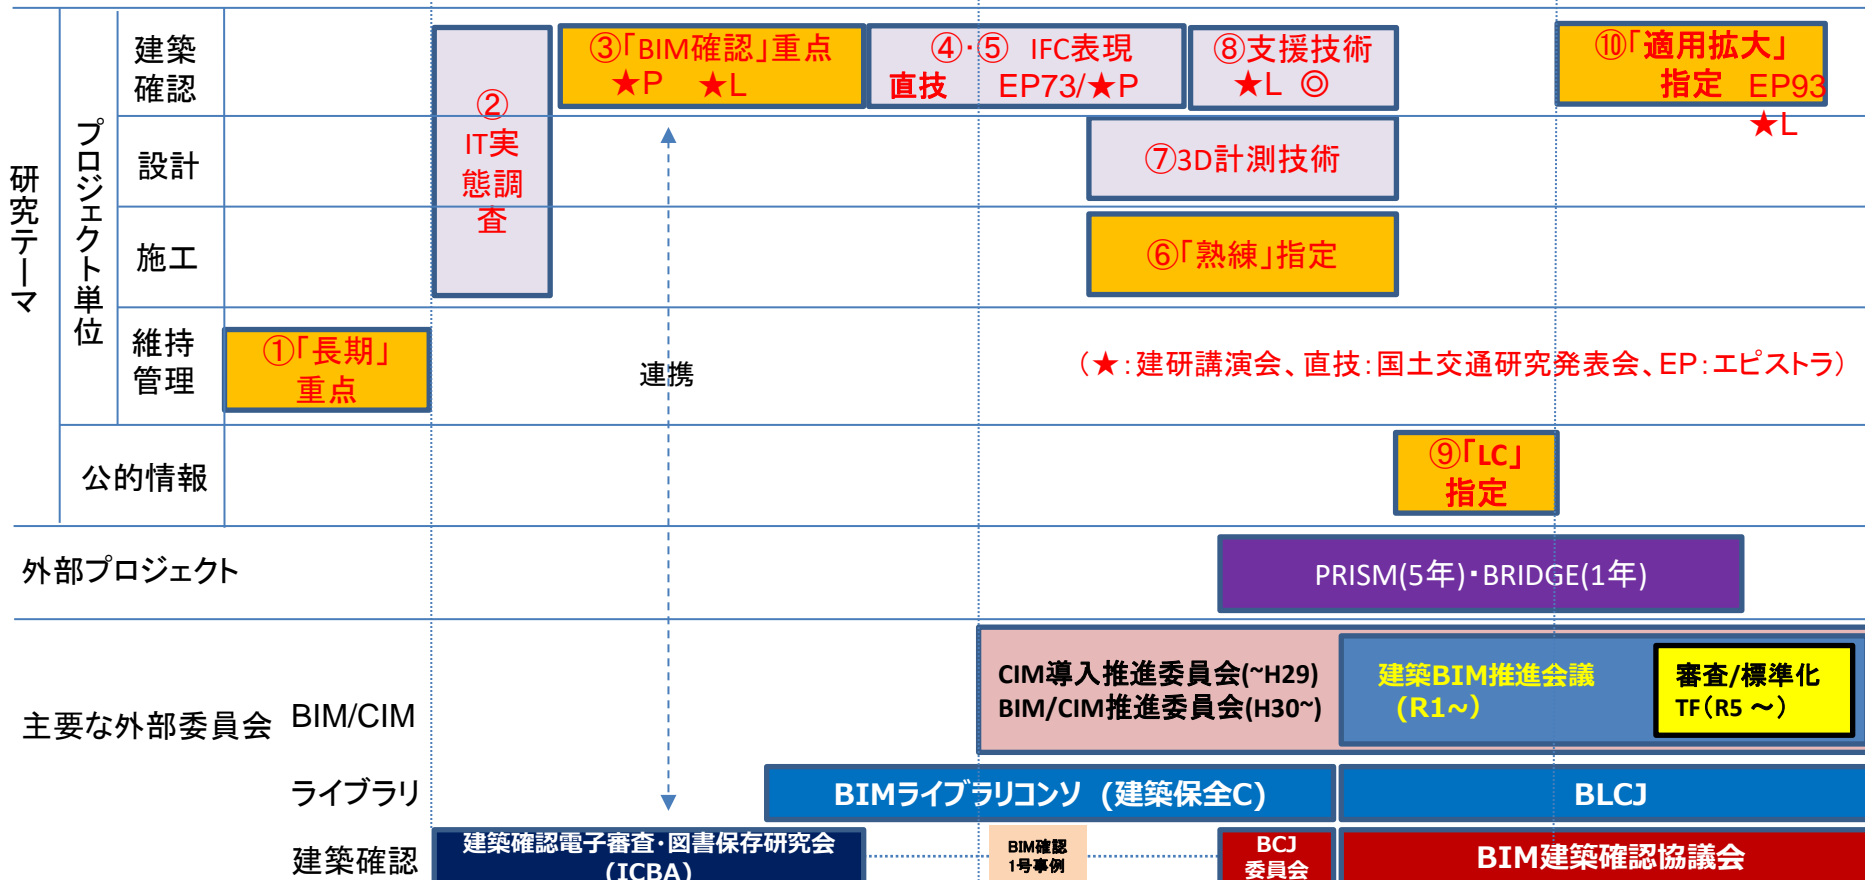 研究テーマ
プロジェクト単位
建築
確認
②
IT実
態調
査
③「BIM確認」重点
★P ★L
④・⑤ IFC表現
直技 EP73/★P
⑧支援技術
★L ◎
⑩「適用拡大」
指定 EP93
★L
設計
⑦3D計測技術
施工
⑥「熟練」指定
維持
管理
①「長期」
重点
連携
（★：建研講演会、直技：国土交通研究発表会、EP：エピストラ）
公的情報
⑨「LC」
指定
外部プロジェクト
PRISM(5年)・BRIDGE(1年)
主要な外部委員会
BIM/CIM
CIM導入推進委員会(~H29)
BIM/CIM推進委員会(H30~)
建築BIM推進会議
(R1~)
審査/標準化
TF(R5 ～)
ライブラリ
BIMライブラリコンソ (建築保全C)
BLCJ
建築確認
建築確認電子審査・図書保存研究会
(ICBA)
BIM確認
1号事例
BCJ
委員会
BIM建築確認協議会